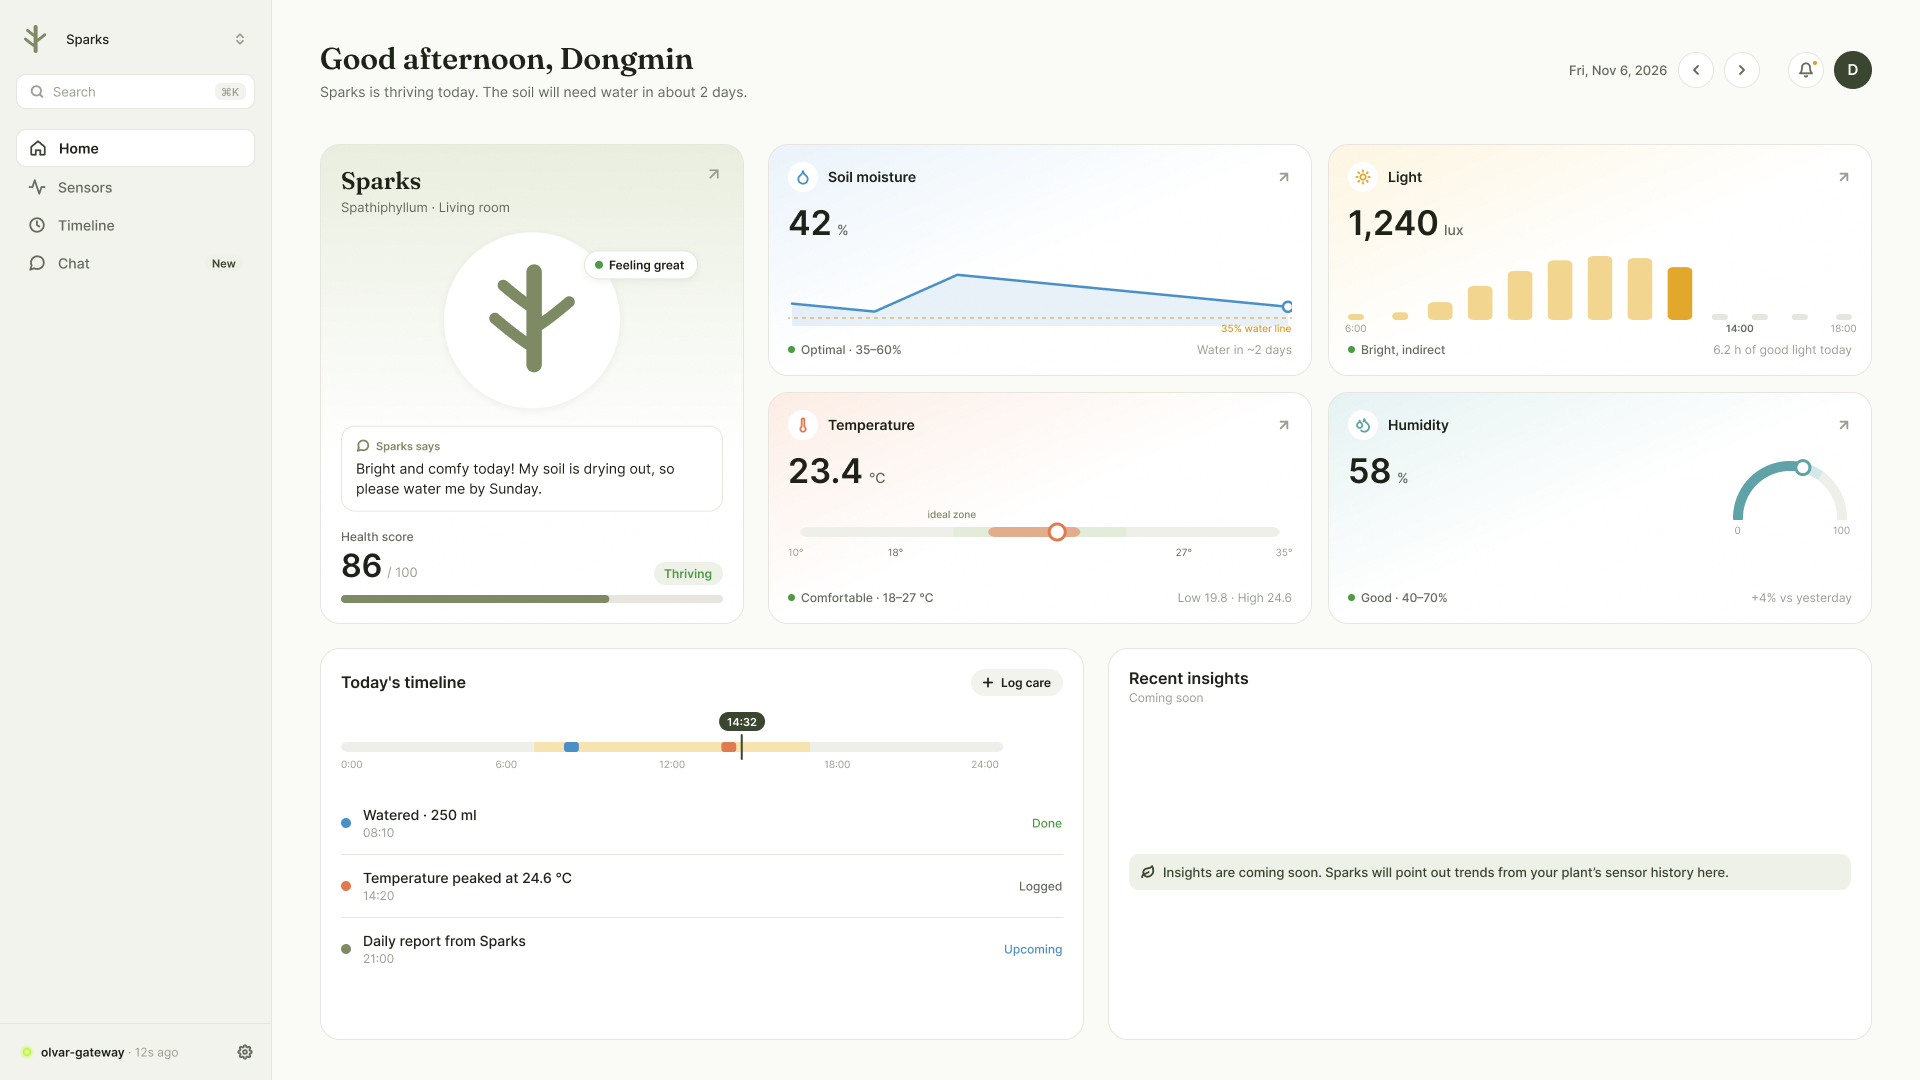 Sparks
Search
⌘K
Home
Sensors
Timeline
Chat
New
olvar-gateway · 12s ago
Good afternoon, Dongmin
Sparks is thriving today. The soil will need water in about 2 days.
Fri, Nov 6, 2026
D
Sparks
Spathiphyllum · Living room
Feeling great
Sparks says
Bright and comfy today! My soil is drying out, so
please water me by Sunday.
Health score
86 / 100
Thriving
Soil moisture
42 %
35% water line
Optimal · 35–60%
Water in ~2 days
Light
1,240 lux
6:00
14:00
18:00
Bright, indirect
6.2 h of good light today
Temperature
23.4 °C
ideal zone
10°
18°
27°
35°
Comfortable · 18–27 °C
Low 19.8 · High 24.6
Humidity
58 %
0
100
Good · 40–70%
+4% vs yesterday
Today's timeline
Log care
14:32
0:00
6:00
12:00
18:00
24:00
Watered · 250 ml
08:10
Done
Temperature peaked at 24.6 °C
14:20
Logged
Daily report from Sparks
21:00
Upcoming
Recent insights
Coming soon
Insights are coming soon. Sparks will point out trends from your plant’s sensor history here.